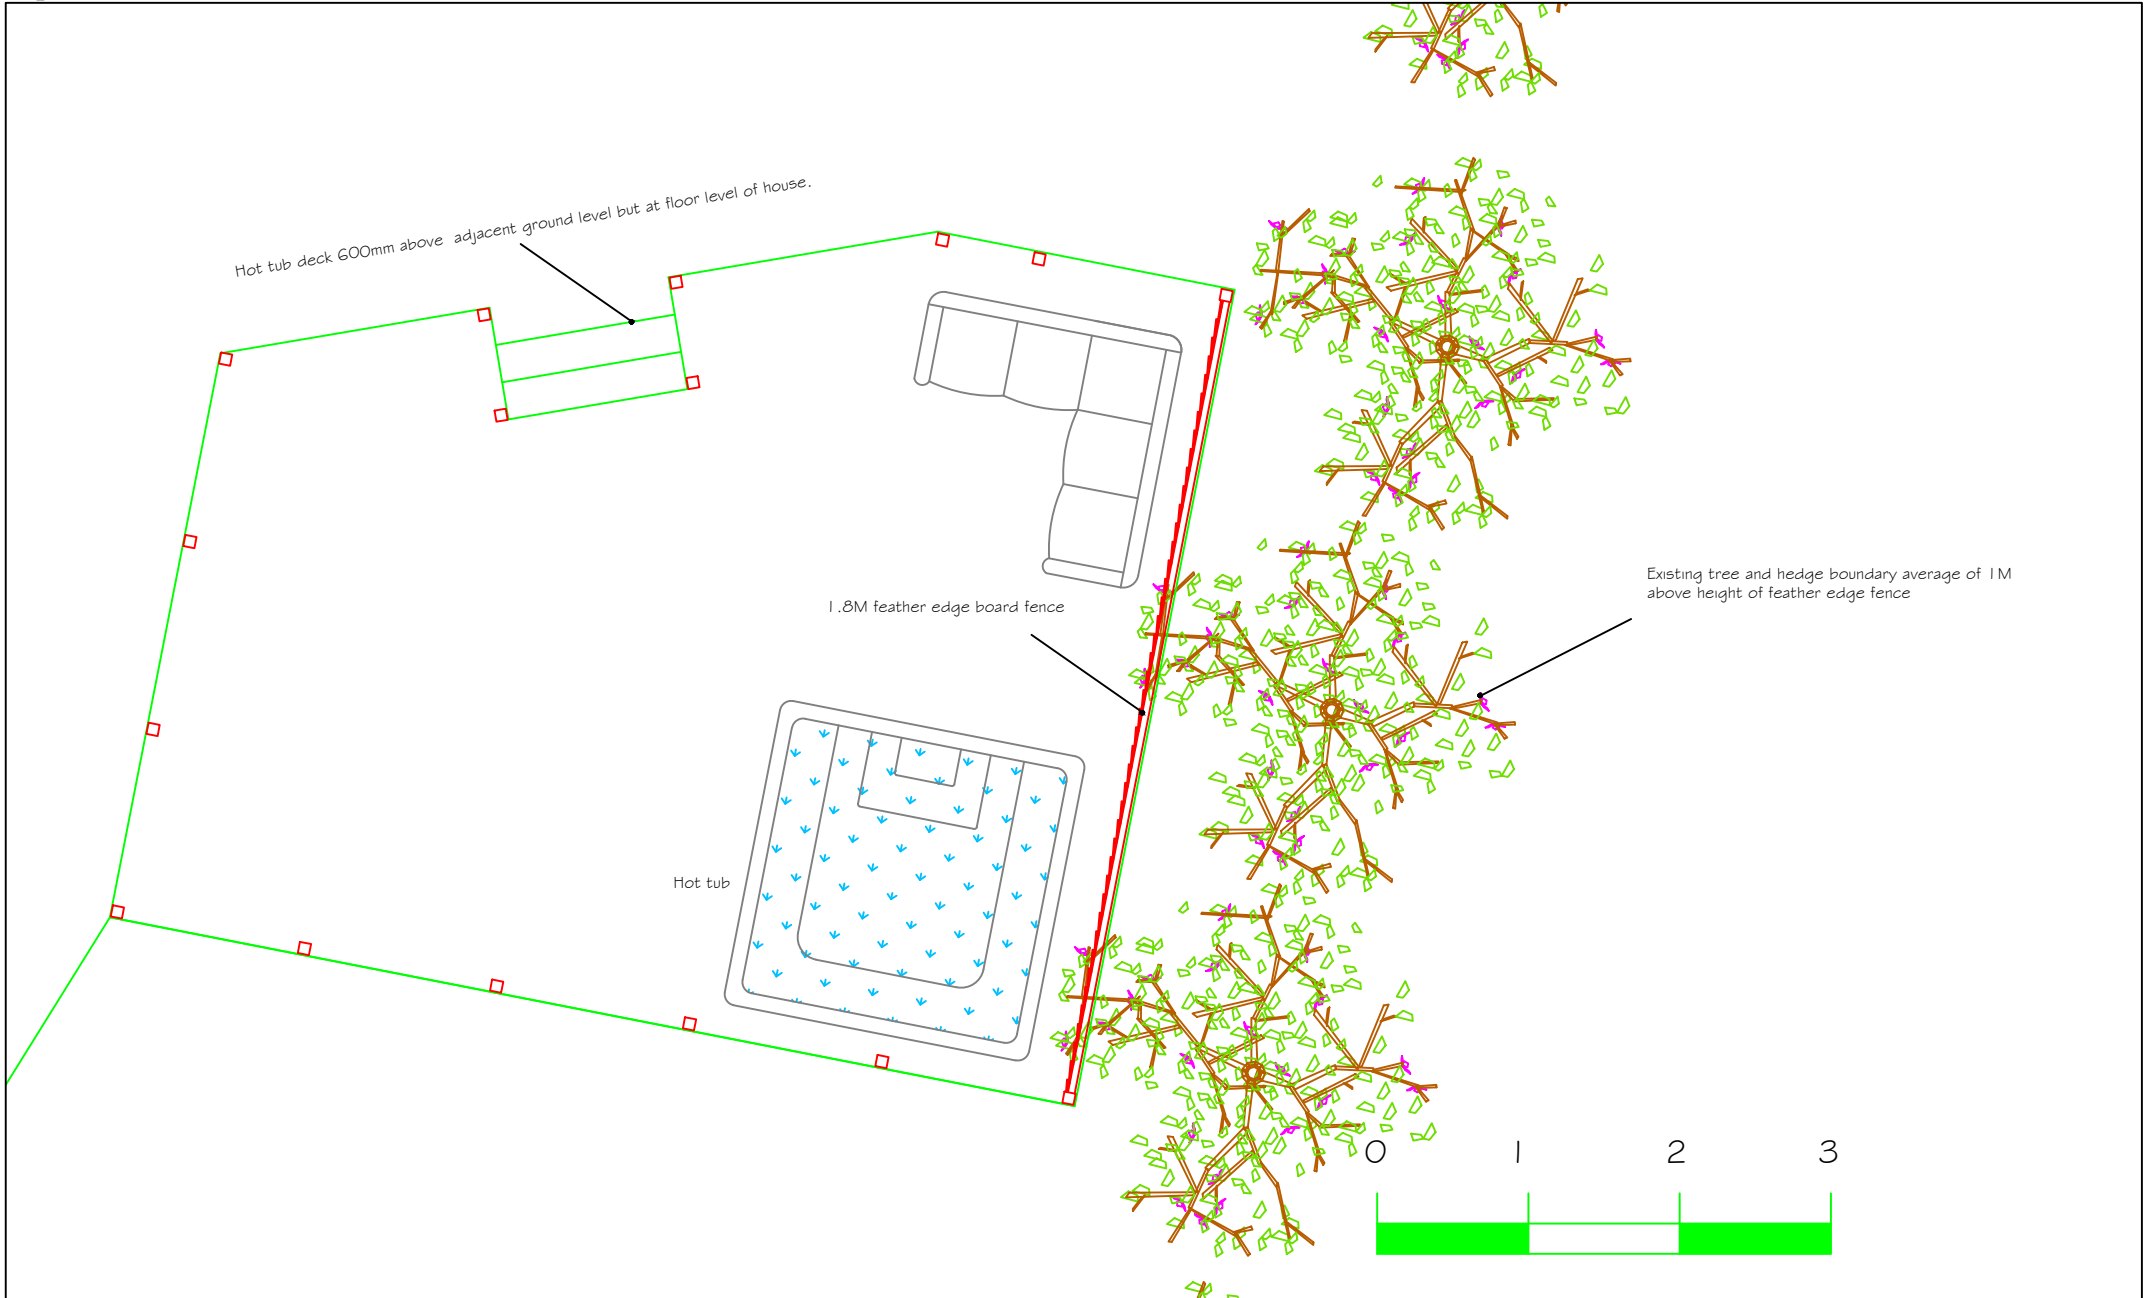 Hot tub deck 600mm above adjacent ground level but at floor level of house.
Existing tree and hedge boundary average of 1M
above height of feather edge fence
1.8M feather edge board fence
Hot tub
0 1 2 3